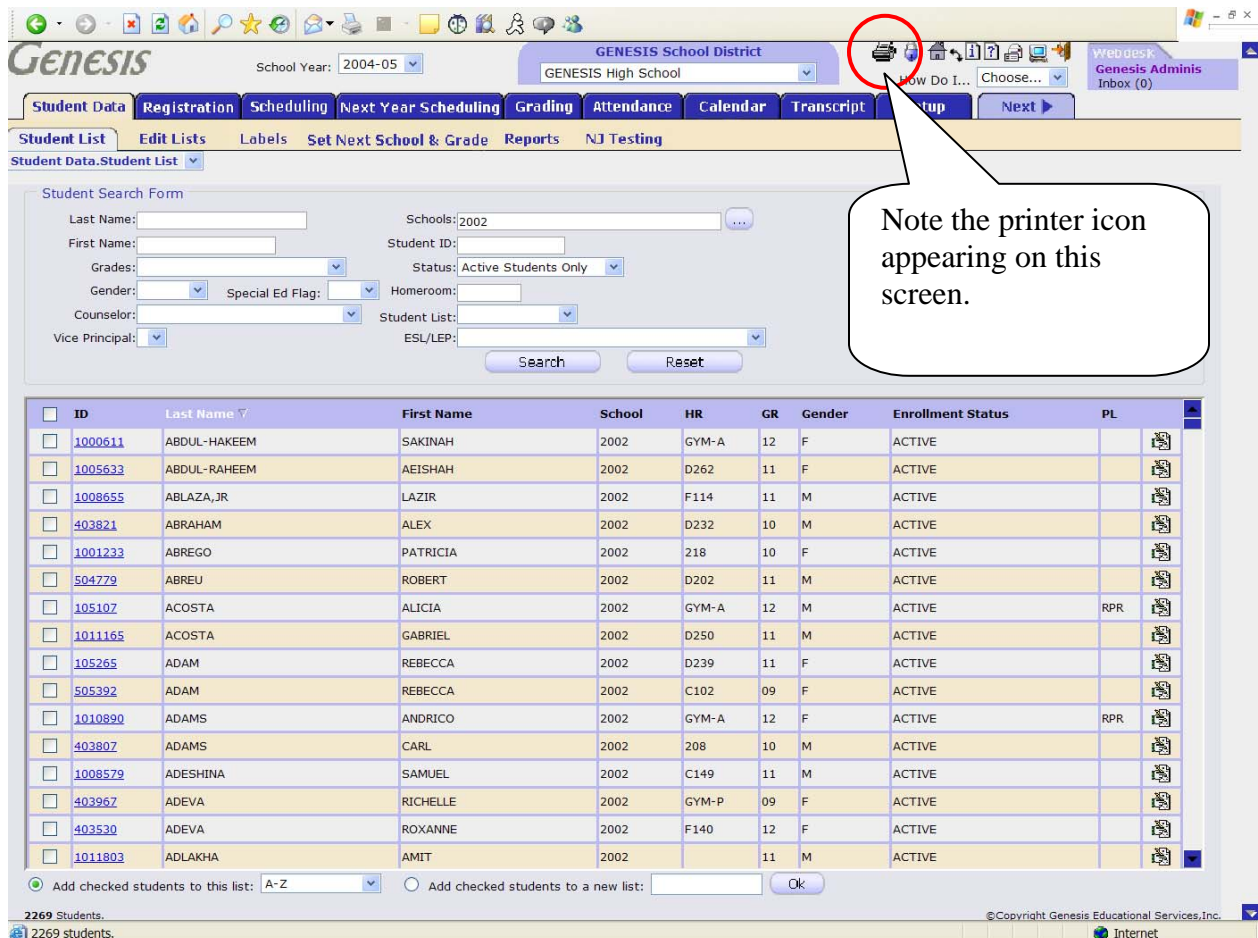 Genesis
School Year: 2004-05
GENESIS School District
GENESIS High School
How Do I... Choose...
Webdesk
Genesis Adminis
Inbox (0)
Student Data Registration Scheduling Next Year Scheduling Grading Attendance Calendar Transcript tup Next
Student List Edit Lists Labels Set Next School & Grade Reports NJ Testing
Student Data.Student List
Note the printer icon
appearing on this
screen.
Student Search Form
Last Name: Schools: 2002 ...
First Name: Student ID:
Grades: Status: Active Students Only
Gender: Special Ed Flag: Homeroom:
Counselor: Student List:
Vice Principal: ESL/LEP:
Search Reset
ID Last Name First Name School HR GR Gender Enrollment Status PL
1000611 ABDUL-HAKEEM SAKINAH 2002 GYM-A 12 F ACTIVE
1005633 ABDUL-RAHEEM AEISHAH 2002 D262 11 F ACTIVE
1008655 ABLAZA,JR LAZIR 2002 F114 11 M ACTIVE
403821 ABRAHAM ALEX 2002 D232 10 M ACTIVE
1001233 ABREGO PATRICIA 2002 218 10 F ACTIVE
504779 ABREU ROBERT 2002 D202 11 M ACTIVE
105107 ACOSTA ALICIA 2002 GYM-A 12 M ACTIVE RPR
1011165 ACOSTA GABRIEL 2002 D250 11 M ACTIVE
105265 ADAM REBECCA 2002 D239 11 F ACTIVE
505392 ADAM REBECCA 2002 C102 09 F ACTIVE
1010890 ADAMS ANDRICO 2002 GYM-A 12 F ACTIVE RPR
403807 ADAMS CARL 2002 208 10 M ACTIVE
1008579 ADESHINA SAMUEL 2002 C149 11 M ACTIVE
403967 ADEVA RICHELLE 2002 GYM-P 09 F ACTIVE
403530 ADEVA ROXANNE 2002 F140 12 F ACTIVE
1011803 ADLAKHA AMIT 2002 11 M ACTIVE
Add checked students to this list: A-Z Add checked students to a new list: Ok
2269 Students. ©Copyright Genesis Educational Services,Inc.
2269 students. Internet